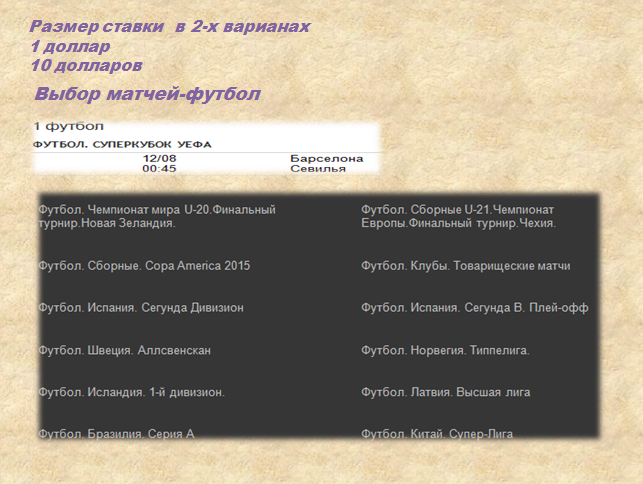 Размер ставки в 2-х варианах
1 доллар
10 долларов
Выбор матчей-футбол
1 футбол
ФУТБОЛ. СУПЕРКУБОК УЕФА
12/08 Барселона
00:45 Севилья
Футбол. Чемпионат мира U-20.Финальный
турнир.Новая Зеландия.
Футбол. Сборные U-21.Чемпионат
Европы.Финальный турнир.Чехия.
Футбол. Сборные. Copa America 2015
Футбол. Клубы. Товарищеские матчи
Футбол. Испания. Сегунда Дивизион
Футбол. Испания. Сегунда В. Плей-офф
Футбол. Швеция. Аллсвенскан
Футбол. Норвегия. Типпелига.
Футбол. Исландия. 1-й дивизион.
Футбол. Латвия. Высшая лига
Футбол. Бразилия. Серия А
Футбол. Китай. Супер-Лига